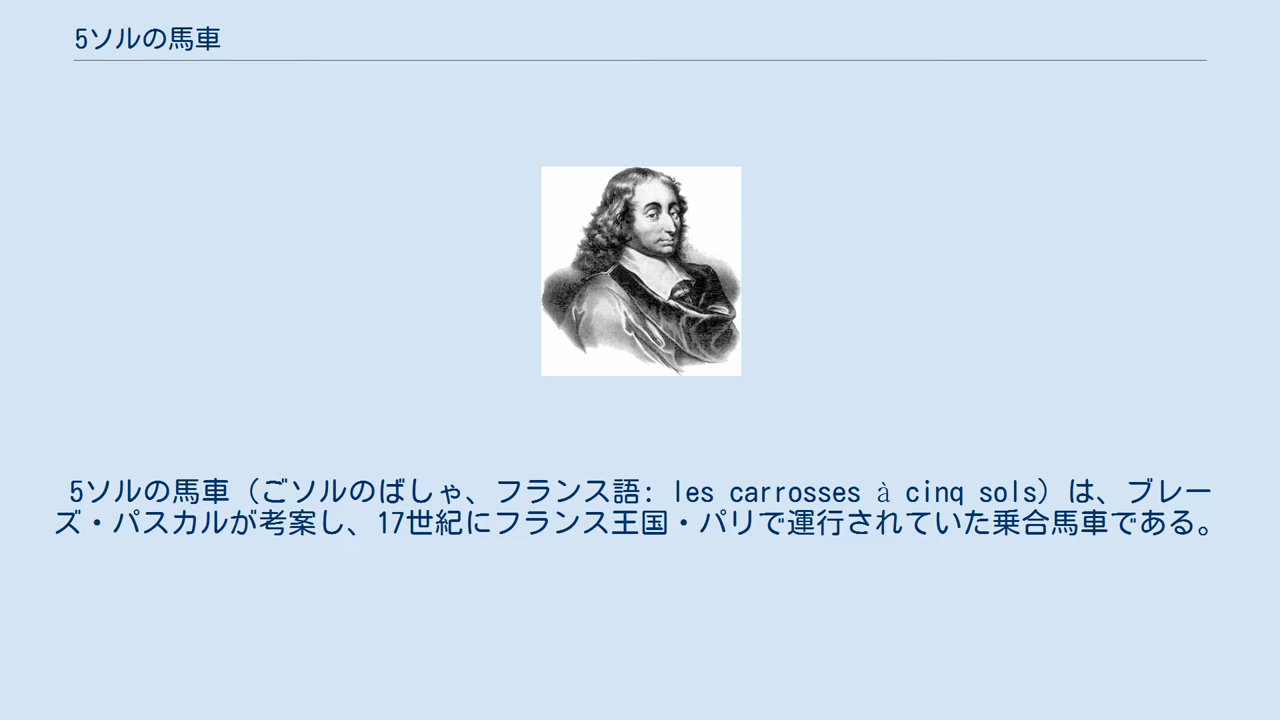 5ソルの馬車
5ソルの馬車（ごソルのばしゃ、フランス語: les carrosses à cinq sols）は、ブレー
ズ・パスカルが考案し、17世紀にフランス王国・パリで運行されていた乗合馬車である。